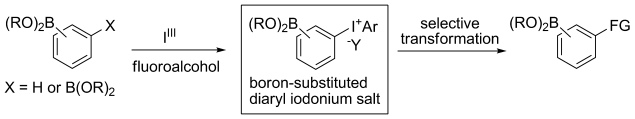 (RO)₂B
X
Iᴵᴵᴵ
fluoroalcohol
X = H or B(OR)₂
(RO)₂B
I⁺Ar
⁻Y
boron-substituted
diaryl iodonium salt
selective
transformation
(RO)₂B
FG